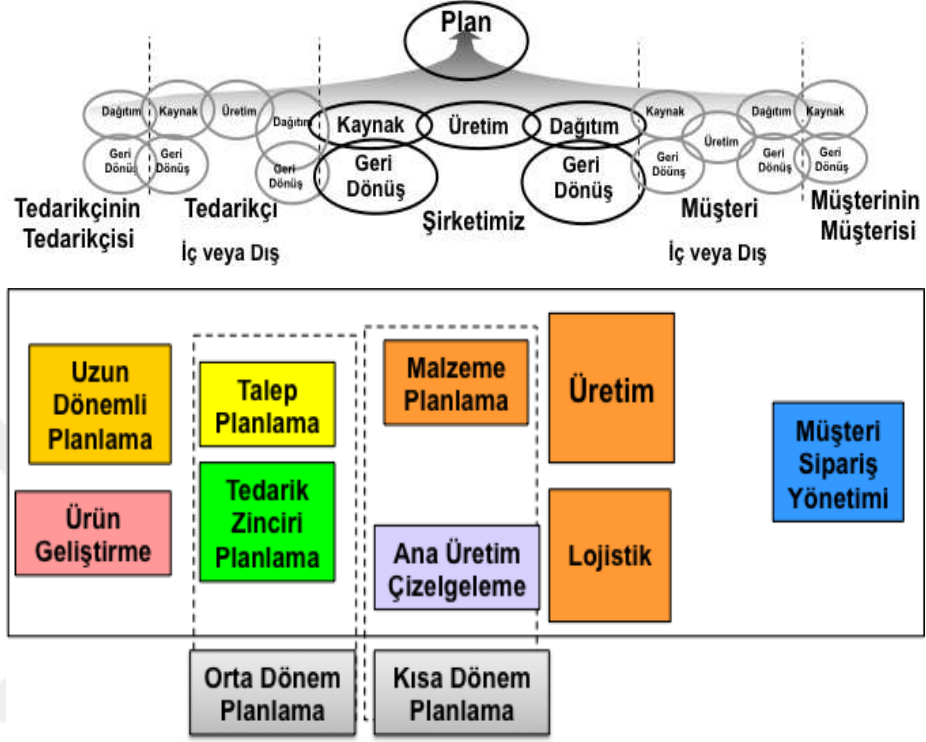 Plan
Dağıtım
Kaynak
Üretim
Dağıtım
Kaynak
Üretim
Dağıtım
Kaynak
Üretim
Dağıtım
Kaynak
Geri
Dönüş
Geri
Dönüş
Geri
Dönüş
Geri
Dönüş
Geri
Dönüş
Geri
Döünş
Geri
Dönüş
Geri
Dönüş
Tedarikçinin
Tedarikçisi
Tedarikçi
İç veya Dış
Şirketimiz
Müşteri
İç veya Dış
Müşterinin
Müşterisi
Uzun
Dönemli
Planlama
Ürün
Geliştirme
Talep
Planlama
Tedarik
Zinciri
Planlama
Malzeme
Planlama
Ana Üretim
Çizelgeleme
Üretim
Lojistik
Müşteri
Sipariş
Yönetimi
Orta Dönem
Planlama
Kısa Dönem
Planlama